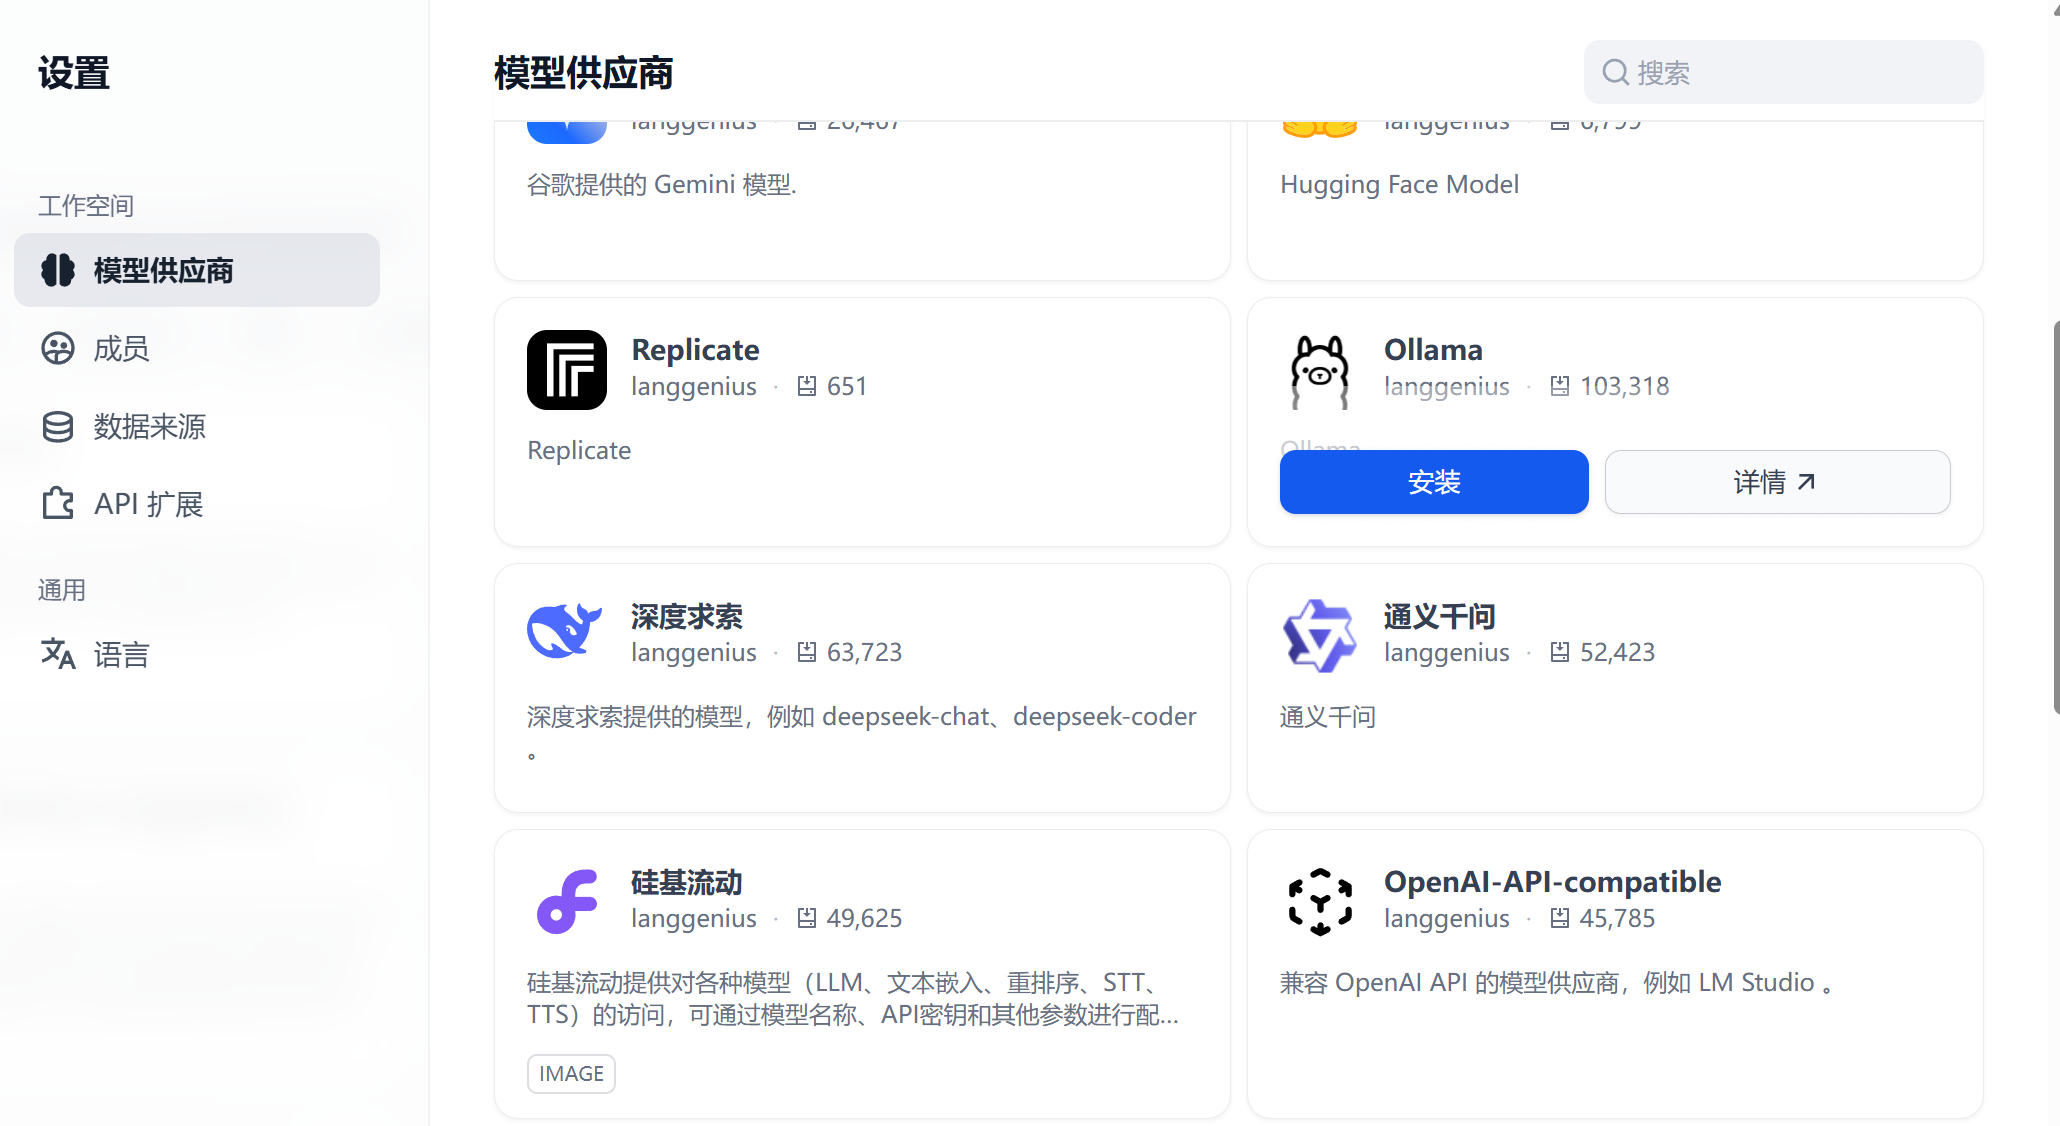 设置
工作空间
模型供应商
成员
数据来源
API 扩展
通用
语言
模型供应商
搜索
langgenius · 26,467
谷歌提供的 Gemini 模型.
langgenius · 6,799
Hugging Face Model
Replicate
langgenius · 651
Replicate
Ollama
langgenius · 103,318
Ollama
安装
详情
深度求索
langgenius · 63,723
深度求索提供的模型，例如 deepseek-chat、deepseek-coder
。
通义千问
langgenius · 52,423
通义千问
硅基流动
langgenius · 49,625
硅基流动提供对各种模型（LLM、文本嵌入、重排序、STT、
TTS）的访问，可通过模型名称、API密钥和其他参数进行配...
IMAGE
OpenAI-API-compatible
langgenius · 45,785
兼容 OpenAI API 的模型供应商，例如 LM Studio 。